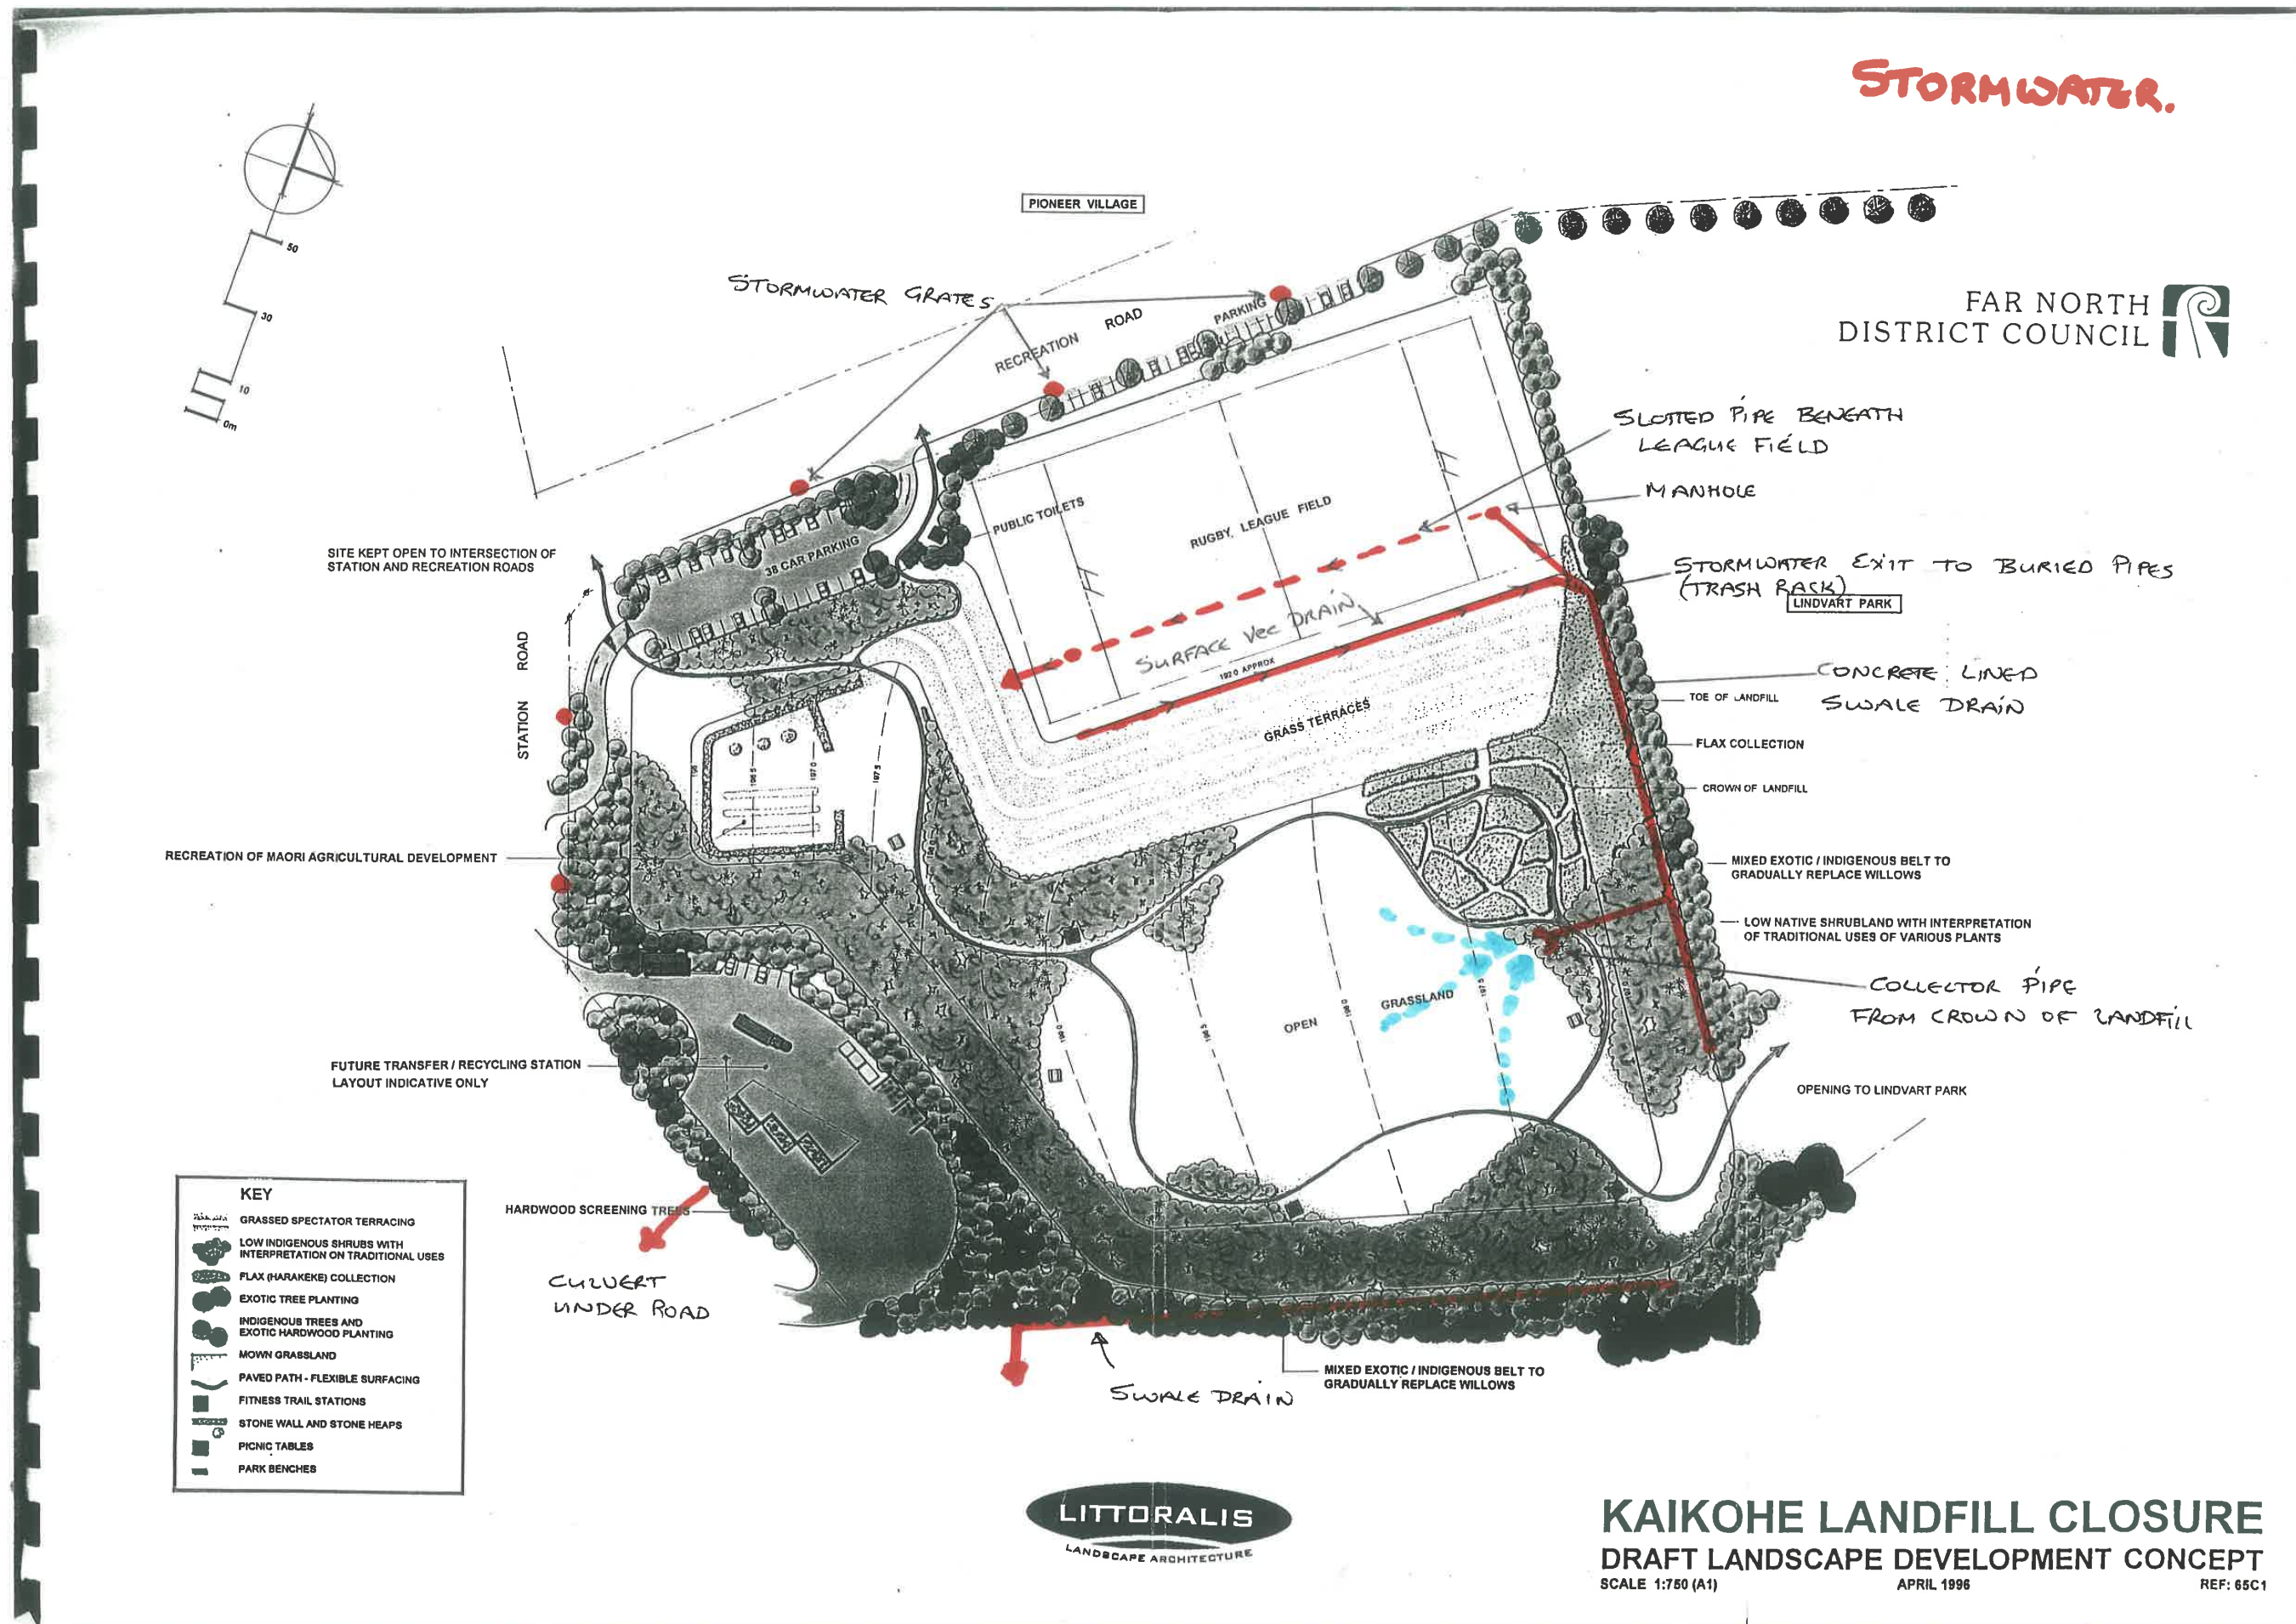 STORMWATER.
50
30
10
0m
PIONEER VILLAGE
STORMWATER GRATES
RECREATION ROAD
PARKING
FAR NORTH
DISTRICT COUNCIL
SLOTTED PIPE BENEATH
LEAGUE FIELD
MANHOLE
STORMWATER EXIT TO BURIED PIPES
(TRASH RACK)
LINDVART PARK
CONCRETE LINED
SWALE DRAIN
TOE OF LANDFILL
FLAX COLLECTION
CROWN OF LANDFILL
PUBLIC TOILETS
RUGBY LEAGUE FIELD
38 CAR PARKING
SITE KEPT OPEN TO INTERSECTION OF
STATION AND RECREATION ROADS
STATION ROAD
SURFACE VEE DRAIN
1920 APPROX
GRASS TERRACES
1965
1970
1975
RECREATION OF MAORI AGRICULTURAL DEVELOPMENT
MIXED EXOTIC / INDIGENOUS BELT TO
GRADUALLY REPLACE WILLOWS
LOW NATIVE SHRUBLAND WITH INTERPRETATION
OF TRADITIONAL USES OF VARIOUS PLANTS
COLLECTOR PIPE
FROM CROWN OF LANDFILL
OPEN GRASSLAND
1975
OPENING TO LINDVART PARK
FUTURE TRANSFER / RECYCLING STATION
LAYOUT INDICATIVE ONLY
HARDWOOD SCREENING TREES
CULVERT
UNDER ROAD
SWALE DRAIN
MIXED EXOTIC / INDIGENOUS BELT TO
GRADUALLY REPLACE WILLOWS
KEY
GRASSED SPECTATOR TERRACING
LOW INDIGENOUS SHRUBS WITH
INTERPRETATION ON TRADITIONAL USES
FLAX (HARAKEKE) COLLECTION
EXOTIC TREE PLANTING
INDIGENOUS TREES AND
EXOTIC HARDWOOD PLANTING
MOWN GRASSLAND
PAVED PATH - FLEXIBLE SURFACING
FITNESS TRAIL STATIONS
STONE WALL AND STONE HEAPS
PICNIC TABLES
PARK BENCHES
LITTORALIS
LANDSCAPE ARCHITECTURE
KAIKOHE LANDFILL CLOSURE
DRAFT LANDSCAPE DEVELOPMENT CONCEPT
SCALE 1:750 (A1)
APRIL 1996
REF: 65C1